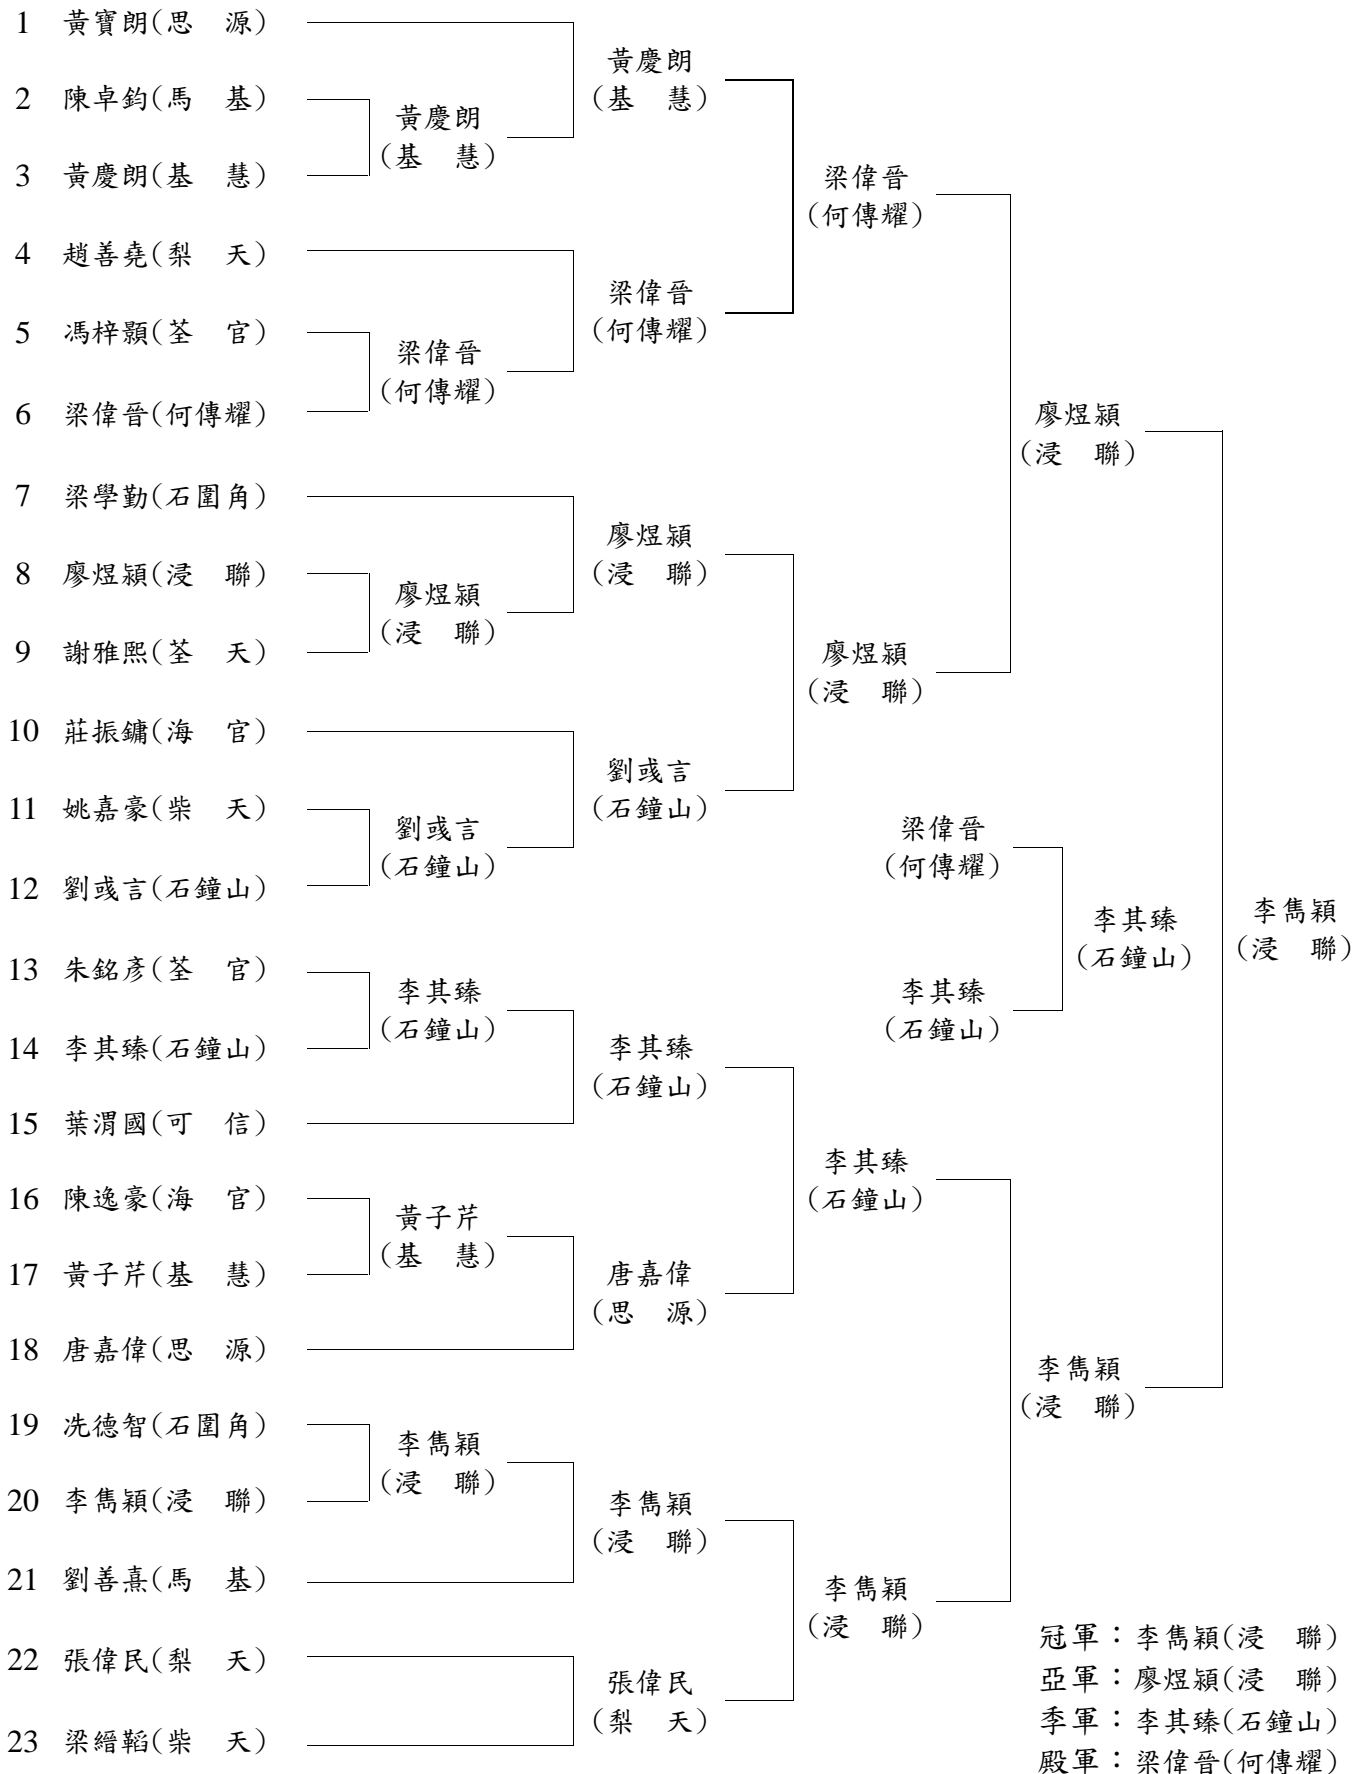 1 黃寶朗(思　源)
2 陳卓鈞(馬　基)
3 黃慶朗(基　慧)
4 趙善堯(梨　天)
5 馮梓顥(荃　官)
6 梁偉晉(何傳耀)
7 梁學勤(石圍角)
8 廖煜潁(浸　聯)
9 謝雅熙(荃　天)
10 莊振鏞(海　官)
11 姚嘉豪(柴　天)
12 劉彧言(石鐘山)
13 朱銘彥(荃　官)
14 李其臻(石鐘山)
15 葉渭國(可　信)
16 陳逸豪(海　官)
17 黃子芹(基　慧)
18 唐嘉偉(思　源)
19 冼德智(石圍角)
20 李雋穎(浸　聯)
21 劉善熹(馬　基)
22 張偉民(梨　天)
23 梁縉韜(柴　天)
黃慶朗
(基　慧)
梁偉晉
(何傳耀)
廖煜潁
(浸　聯)
劉彧言
(石鐘山)
李其臻
(石鐘山)
黃子芹
(基　慧)
李雋穎
(浸　聯)
黃慶朗
(基　慧)
梁偉晉
(何傳耀)
廖煜潁
(浸　聯)
劉彧言
(石鐘山)
李其臻
(石鐘山)
唐嘉偉
(思　源)
李雋穎
(浸　聯)
張偉民
(梨　天)
梁偉晉
(何傳耀)
廖煜潁
(浸　聯)
李其臻
(石鐘山)
李雋穎
(浸　聯)
梁偉晉
(何傳耀)
李其臻
(石鐘山)
廖煜潁
(浸　聯)
李其臻
(石鐘山)
李雋穎
(浸　聯)
李雋穎
(浸　聯)
冠軍：李雋穎(浸　聯)
亞軍：廖煜潁(浸　聯)
季軍：李其臻(石鐘山)
殿軍：梁偉晉(何傳耀)